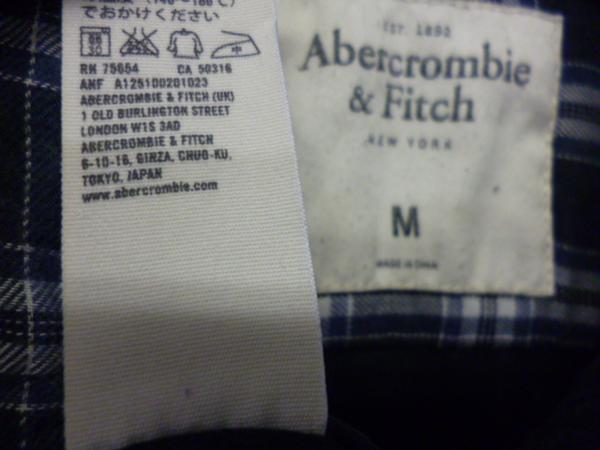 でおかけください
RN 75654 CA 50316
ANF A125100201023
ABERCROMBIE & FITCH (UK)
1 OLD BURLINGTON STREET
LONDON W1S 3AD
ABERCROMBIE & FITCH
6-10-16, GINZA, CHUO-KU,
TOKYO, JAPAN
www.abercrombie.com
EST. 1892
Abercrombie
& Fitch
NEW YORK
M
MADE IN CHINA